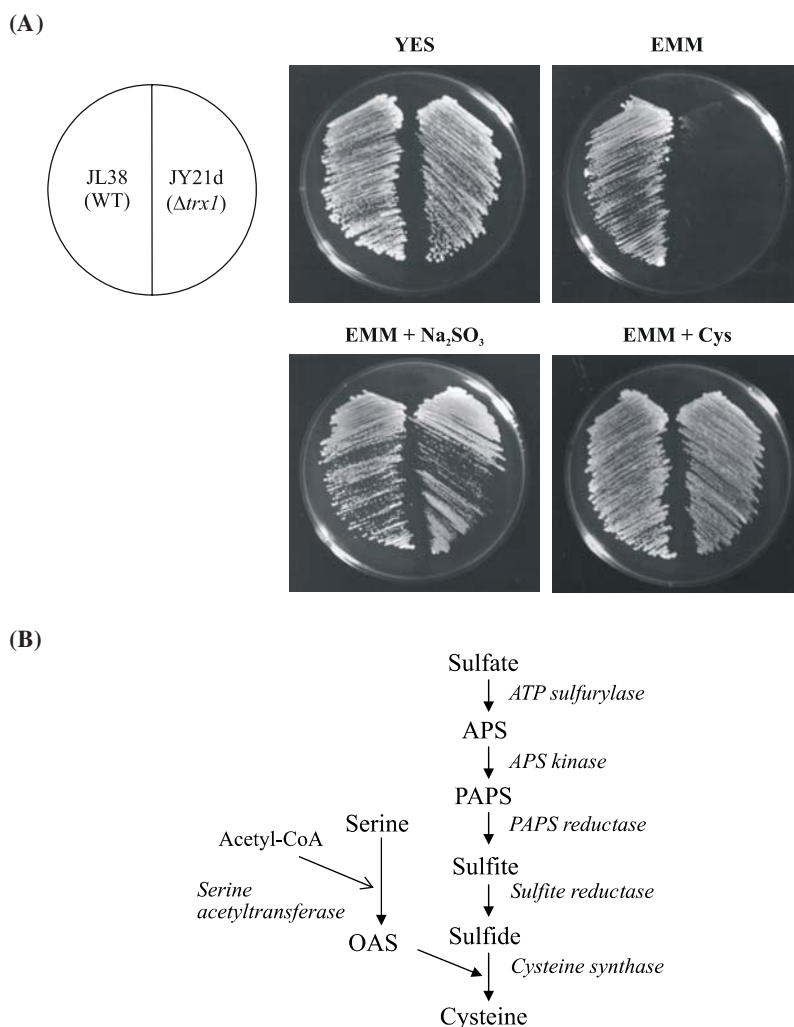 (A)
YES
EMM
JL38
(WT)
JY21d
(Δtrx1)
EMM + Na₂SO₃
EMM + Cys
(B)
Sulfate
ATP sulfurylase
APS
APS kinase
PAPS
PAPS reductase
Serine
Acetyl-CoA
Sulfite
Serine
acetyltransferase
Sulfite reductase
OAS
Sulfide
Cysteine synthase
Cysteine